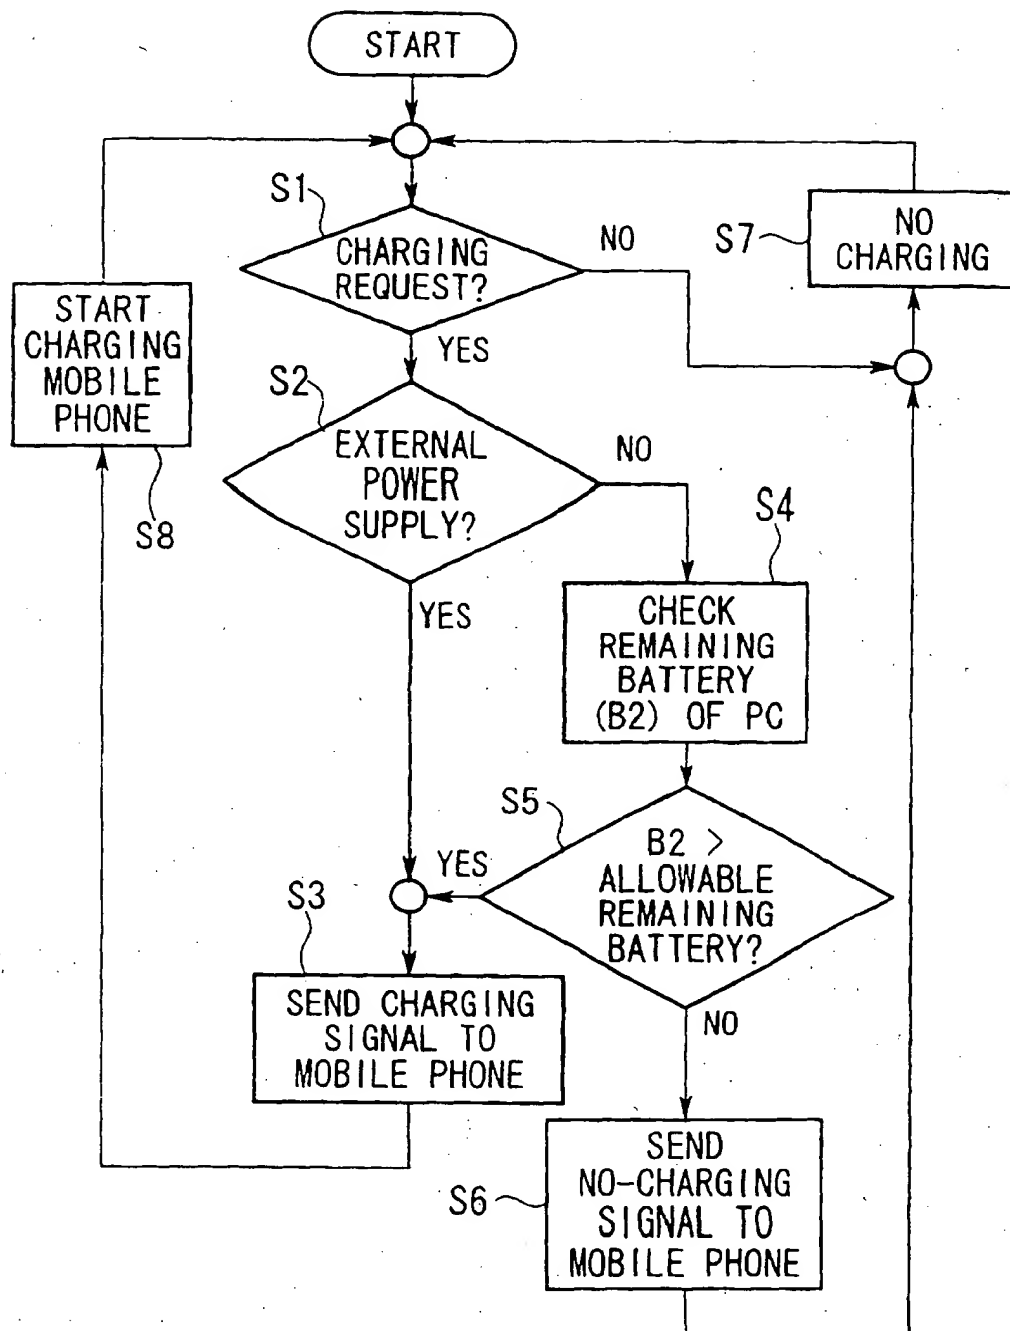 START
S1
CHARGING
REQUEST?
NO
YES
S7
NO
CHARGING
START
CHARGING
MOBILE
PHONE
S8
S2
EXTERNAL
POWER
SUPPLY?
NO
YES
S4
CHECK
REMAINING
BATTERY
(B2) OF PC
S5
B2 >
ALLOWABLE
REMAINING
BATTERY?
YES
NO
S3
SEND CHARGING
SIGNAL TO
MOBILE PHONE
S6
SEND
NO-CHARGING
SIGNAL TO
MOBILE PHONE